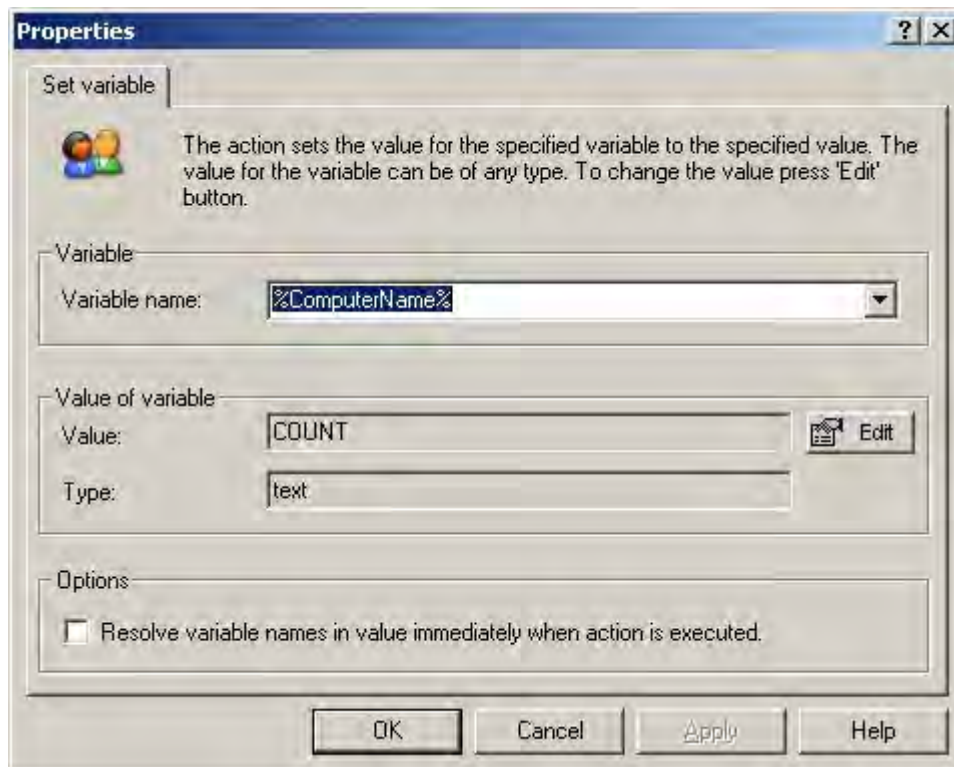 Properties
Set variable
The action sets the value for the specified variable to the specified value. The
value for the variable can be of any type. To change the value press 'Edit'
button.
Variable
Variable name: %ComputerName%
Value of variable
Value: COUNT Edit
Type: text
Options
Resolve variable names in value immediately when action is executed.
OK Cancel Apply Help